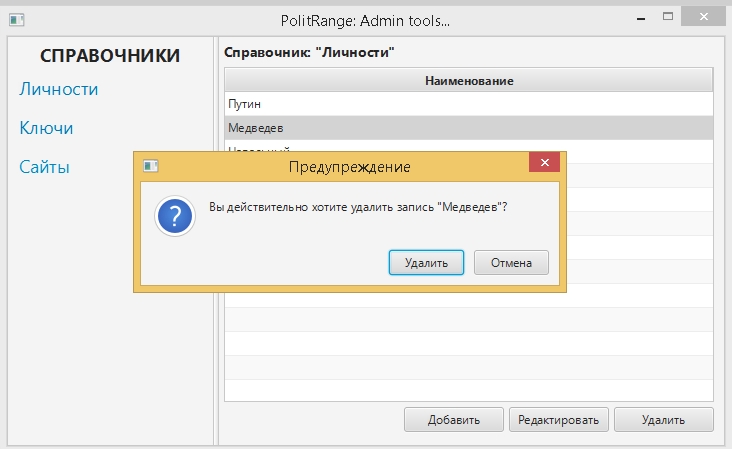 PolitRange: Admin tools...
СПРАВОЧНИКИ
Личности
Ключи
Сайты
Справочник: "Личности"
Наименование
Путин
Медведев
Предупреждение
Вы действительно хотите удалить запись "Медведев"?
Удалить
Отмена
Добавить
Редактировать
Удалить